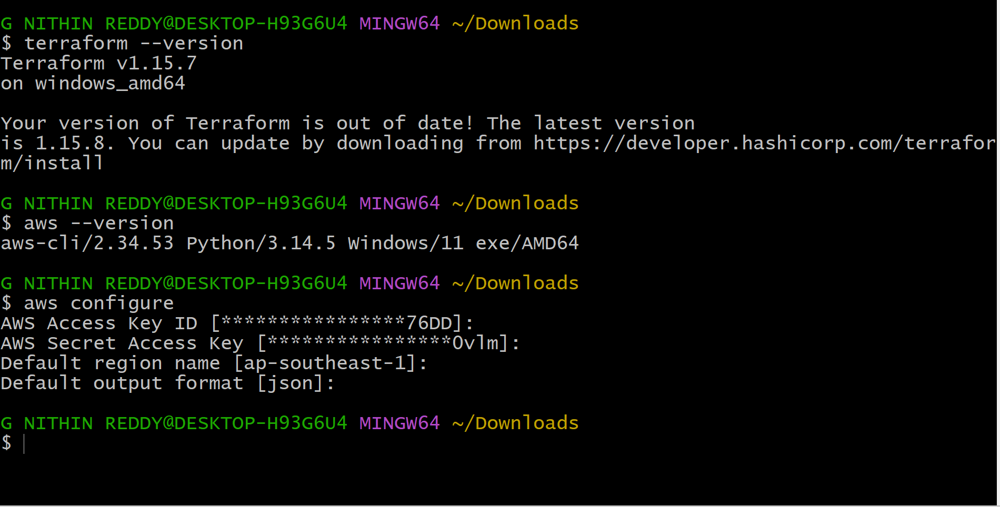 G NITHIN REDDY@DESKTOP-H93G6U4 MINGW64 ~/Downloads
$ terraform --version
Terraform v1.15.7
on windows_amd64
Your version of Terraform is out of date! The latest version
is 1.15.8. You can update by downloading from https://developer.hashicorp.com/terrafor
m/install
G NITHIN REDDY@DESKTOP-H93G6U4 MINGW64 ~/Downloads
$ aws --version
aws-cli/2.34.53 Python/3.14.5 Windows/11 exe/AMD64
G NITHIN REDDY@DESKTOP-H93G6U4 MINGW64 ~/Downloads
$ aws configure
AWS Access Key ID [****************76DD]:
AWS Secret Access Key [****************0vlm]:
Default region name [ap-southeast-1]:
Default output format [json]:
G NITHIN REDDY@DESKTOP-H93G6U4 MINGW64 ~/Downloads
$